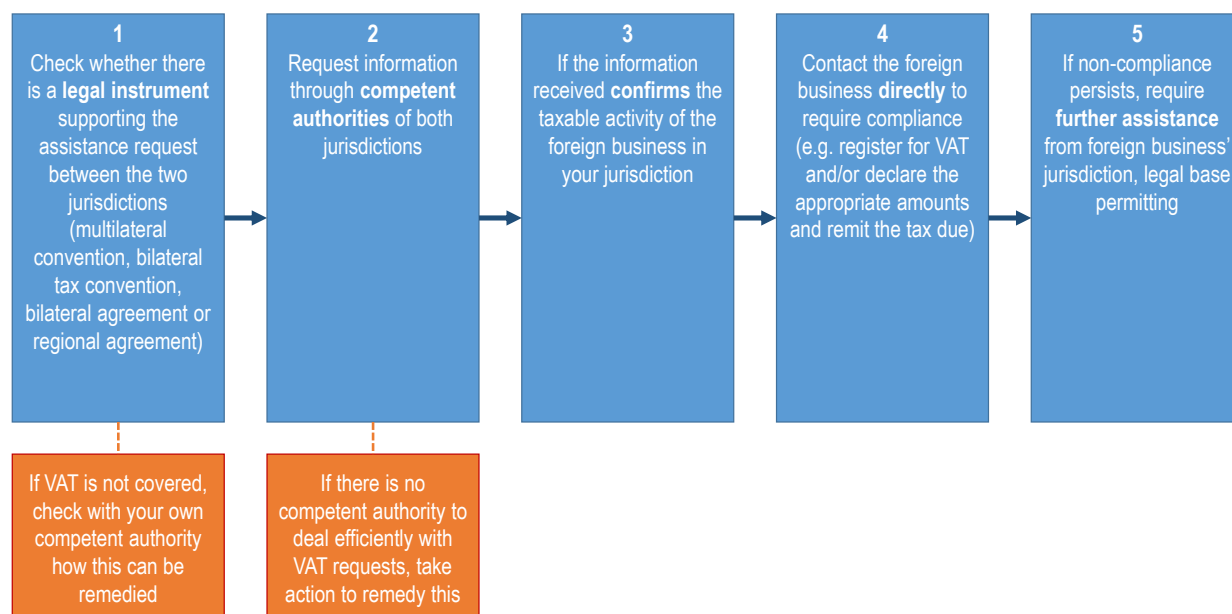 1
Check whether there
is a legal instrument
supporting the
assistance request
between the two
jurisdictions
(multilateral
convention, bilateral
tax convention,
bilateral agreement or
regional agreement)
2
Request information
through competent
authorities of both
jurisdictions
3
If the information
received confirms the
taxable activity of the
foreign business in
your jurisdiction
4
Contact the foreign
business directly to
require compliance
(e.g. register for VAT
and/or declare the
appropriate amounts
and remit the tax due)
5
If non-compliance
persists, require
further assistance
from foreign business’
jurisdiction, legal base
permitting
If VAT is not covered,
check with your own
competent authority
how this can be
remedied
If there is no
competent authority to
deal efficiently with
VAT requests, take
action to remedy this